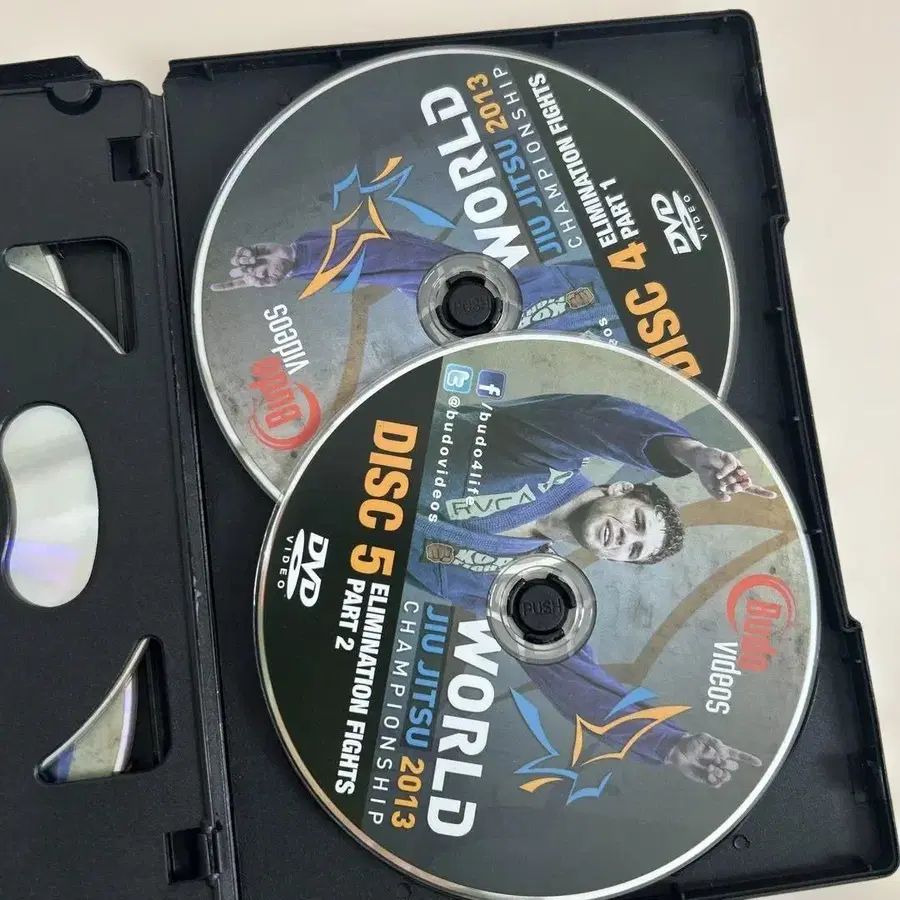 WORLD
JIU JITSU 2013
CHAMPIONSHIP
DISC 4
ELIMINATION FIGHTS
PART 1
DVD
VIDEO
Budo
videos
PUSH
f /budo4life
@budovideos
RVCA
DISC 5
ELIMINATION FIGHTS
PART 2
DVD
VIDEO
WORLD
JIU JITSU 2013
CHAMPIONSHIP
PUSH
Budo
videos